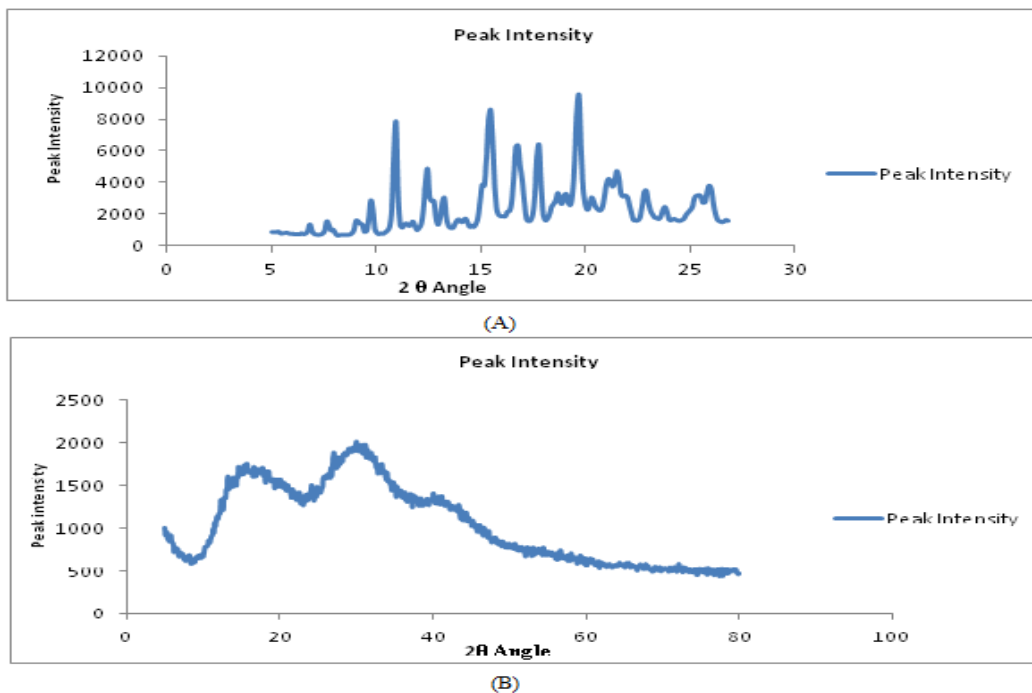 Peak Intensity
12000
10000
8000
6000
4000
2000
0
Peak Intensity
Peak Intensity
0 5 10 15 20 25 30
2 θ Angle
(A)
Peak Intensity
2500
2000
1500
1000
500
0
Peak intensity
Peak Intensity
0 20 40 60 80 100
2θ Angle
(B)